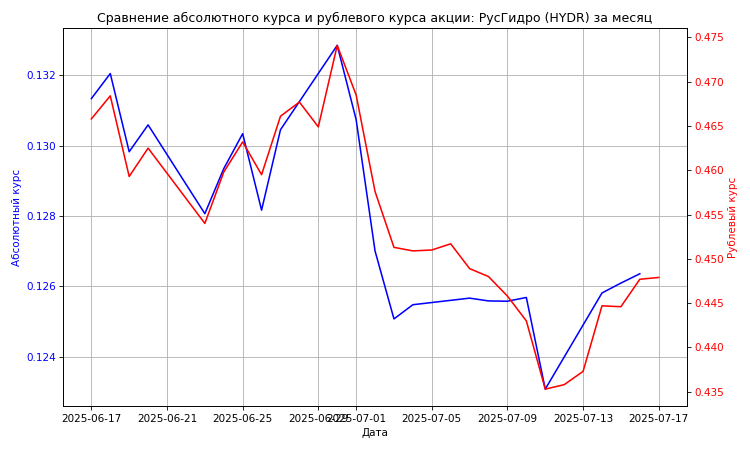 Сравнение абсолютного курса и рублевого курса акции: РусГидро (HYDR) за месяц
0.132
0.130
0.128
0.126
0.124
Абсолютный курс
0.475
0.470
0.465
0.460
0.455
0.450
0.445
0.440
0.435
Рублевый курс
2025-06-17 2025-06-21 2025-06-25 2025-06-29 2025-07-01 2025-07-05 2025-07-09 2025-07-13 2025-07-17
Дата